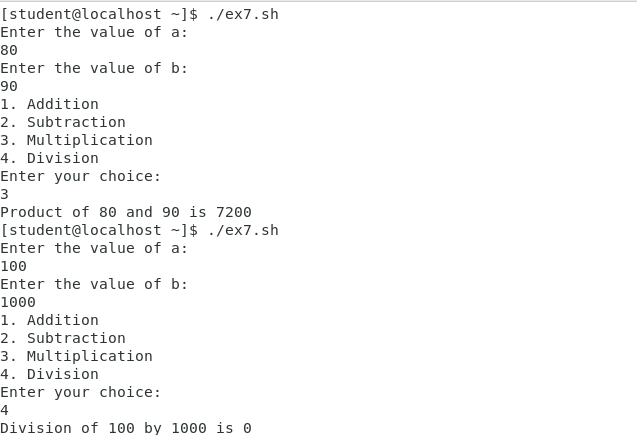 [student@localhost ~]$ ./ex7.sh
Enter the value of a:
80
Enter the value of b:
90
1. Addition
2. Subtraction
3. Multiplication
4. Division
Enter your choice:
3
Product of 80 and 90 is 7200
[student@localhost ~]$ ./ex7.sh
Enter the value of a:
100
Enter the value of b:
1000
1. Addition
2. Subtraction
3. Multiplication
4. Division
Enter your choice:
4
Division of 100 by 1000 is 0